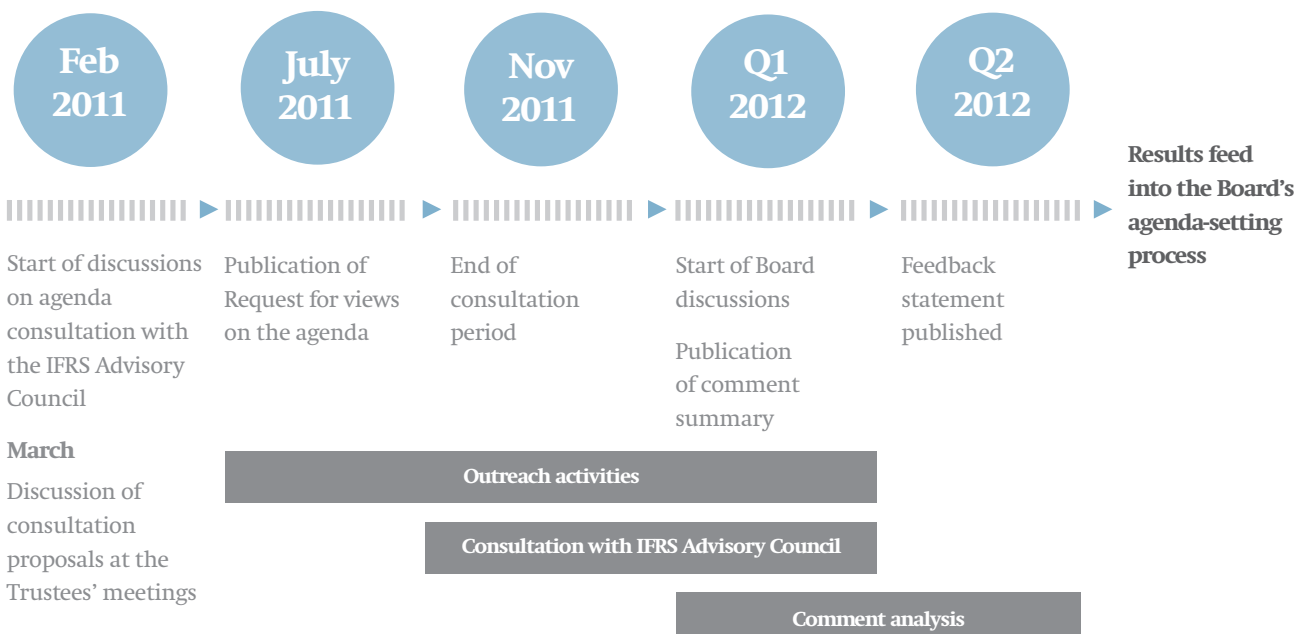 Feb
2011
July
2011
Nov
2011
Q1
2012
Q2
2012
Results feed
into the Board’s
agenda-setting
process
Start of discussions
on agenda
consultation with
the IFRS Advisory
Council
March
Discussion of
consultation
proposals at the
Trustees’ meetings
Publication of
Request for views
on the agenda
End of
consultation
period
Start of Board
discussions
Publication
of comment
summary
Feedback
statement
published
Outreach activities
Consultation with IFRS Advisory Council
Comment analysis